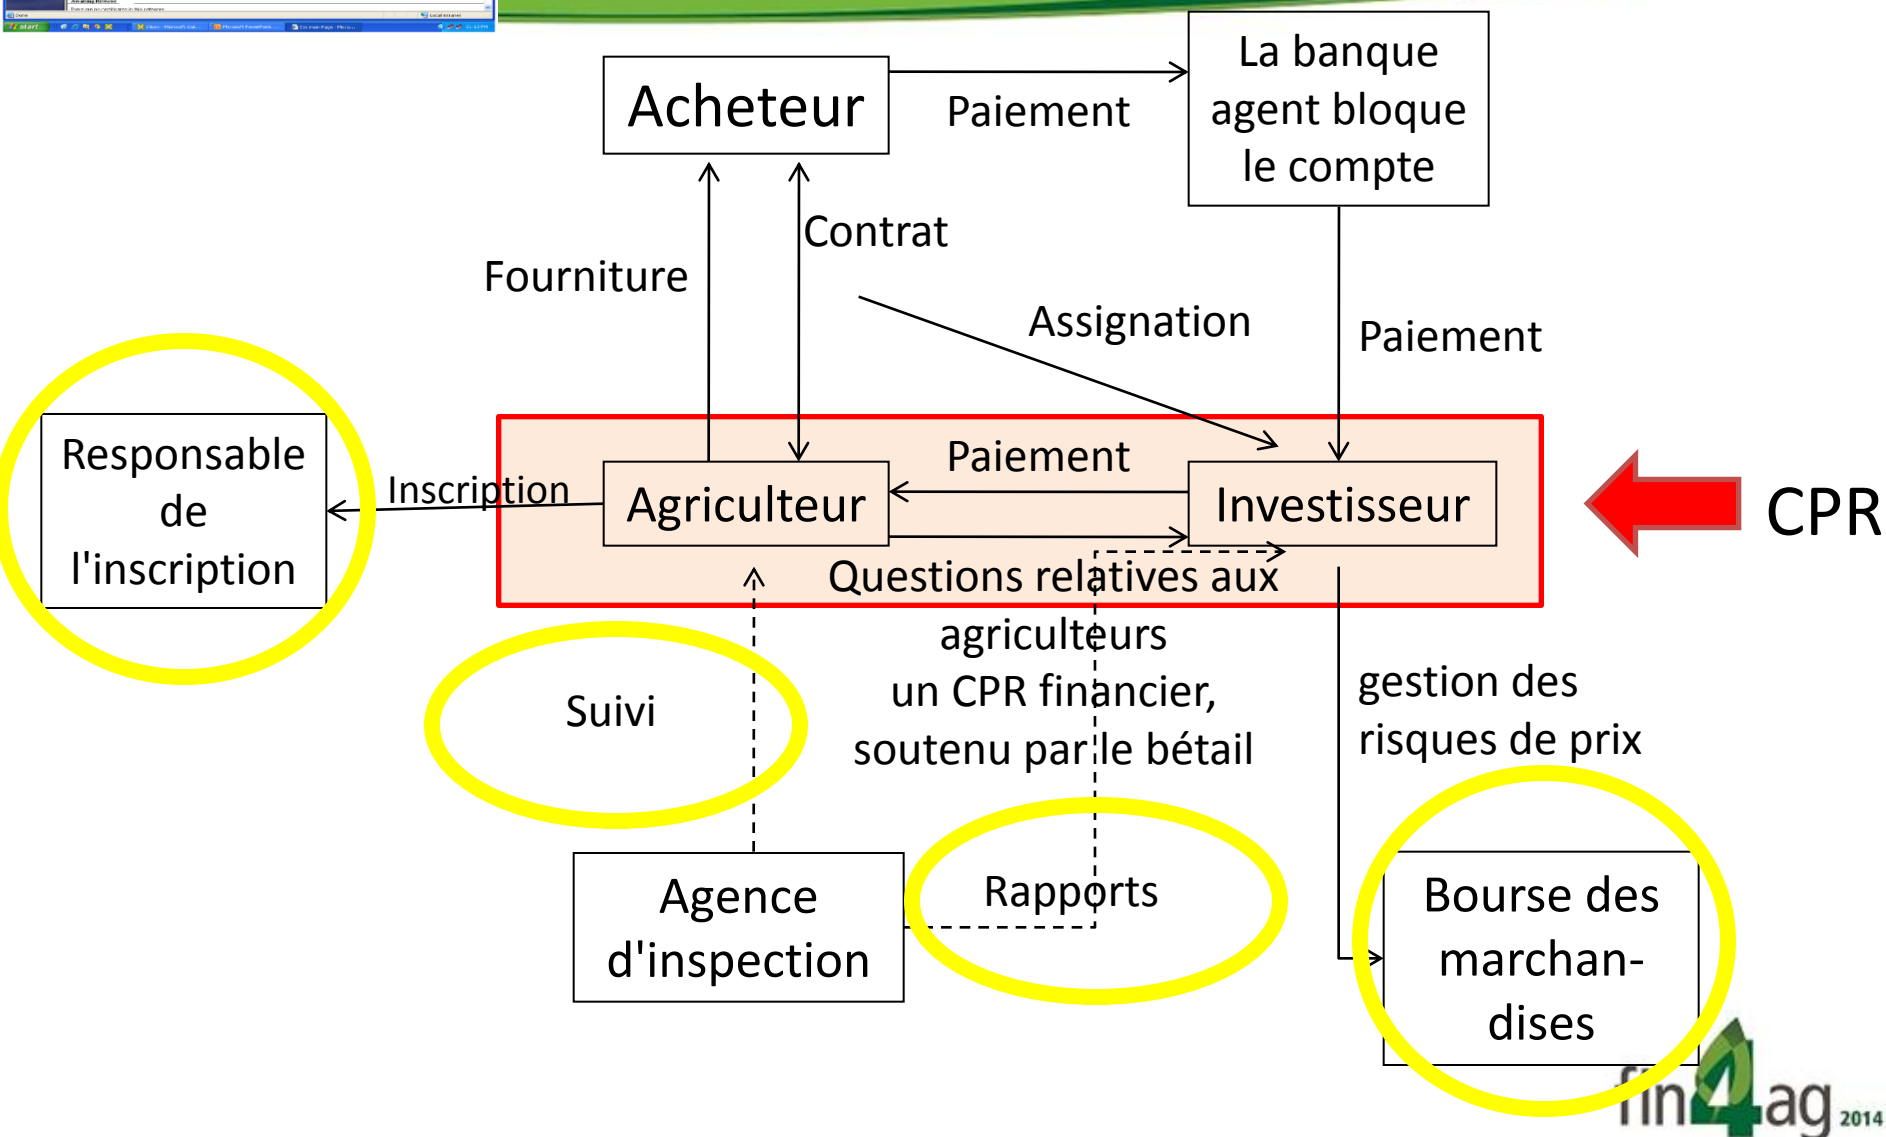 start
La banque
agent bloque
le compte
Acheteur
Paiement
Contrat
Fourniture
Assignation
Paiement
Responsable
de
l'inscription
Inscription
Paiement
Agriculteur
Investisseur
CPR
Questions relatives aux
agriculteurs
un CPR financier,
soutenu par le bétail
Suivi
gestion des
risques de prix
Agence
d'inspection
Rapports
Bourse des
marchan-
dises
fin4ag 2014